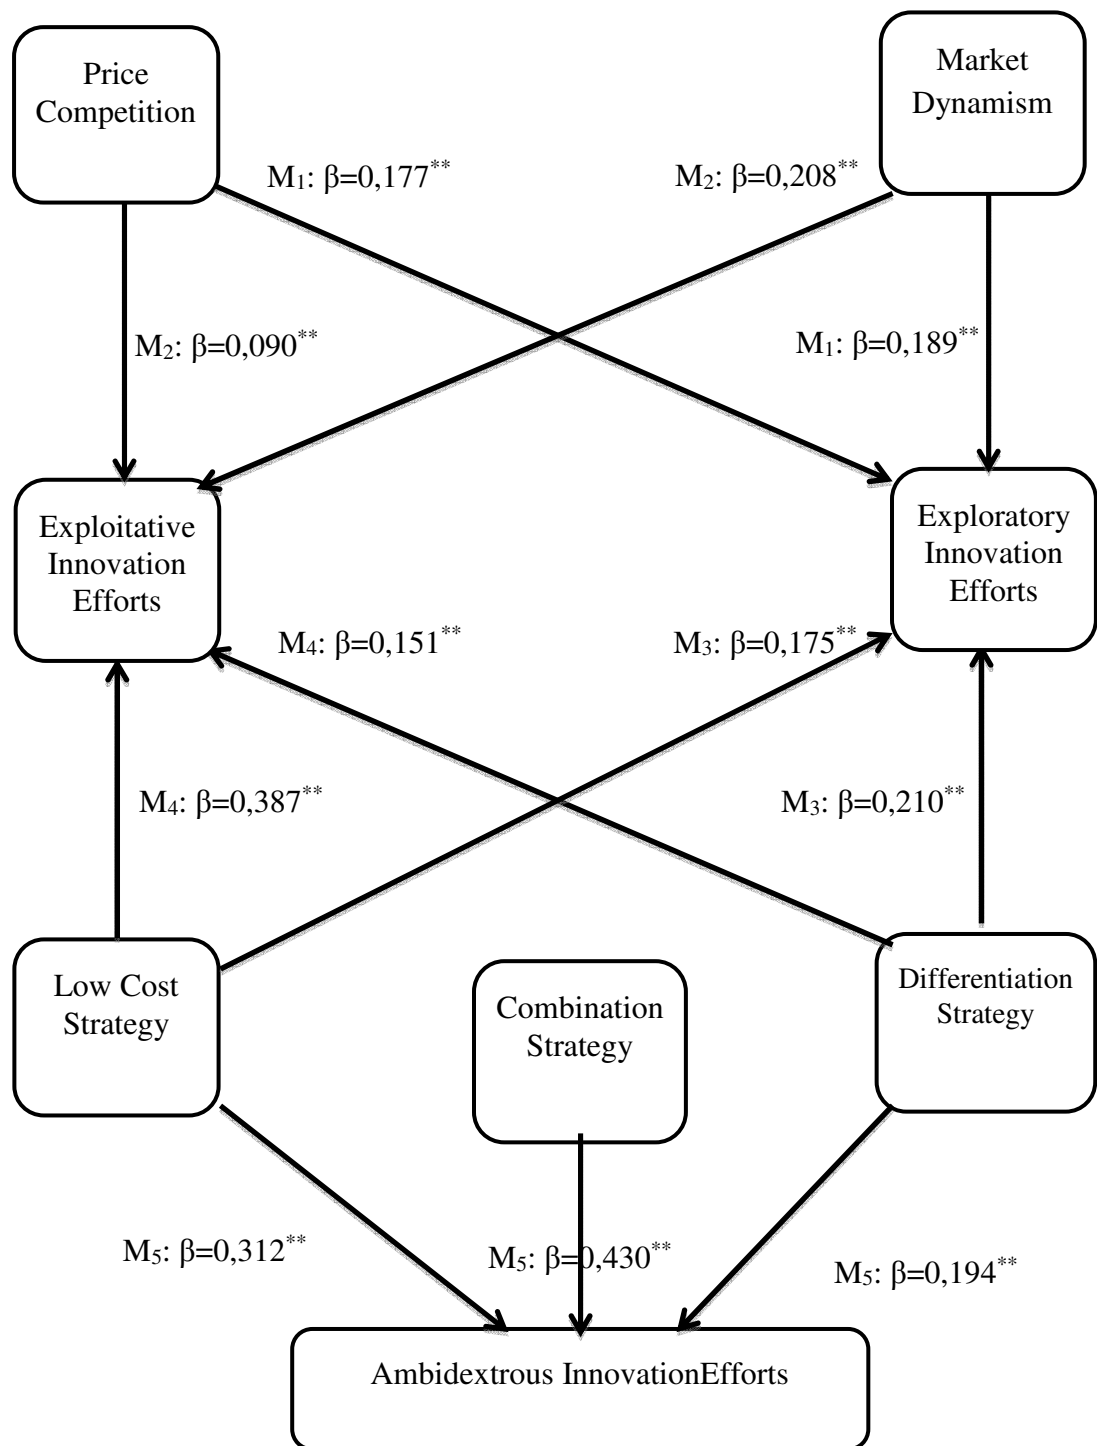 Price
Competition
Market
Dynamism
M₁: β=0,177**
M₂: β=0,208**
M₂: β=0,090**
M₁: β=0,189**
Exploitative
Innovation
Efforts
Exploratory
Innovation
Efforts
M₄: β=0,151**
M₃: β=0,175**
M₄: β=0,387**
M₃: β=0,210**
Low Cost
Strategy
Combination
Strategy
Differentiation
Strategy
M₅: β=0,312**
M₅: β=0,430**
M₅: β=0,194**
Ambidextrous InnovationEfforts